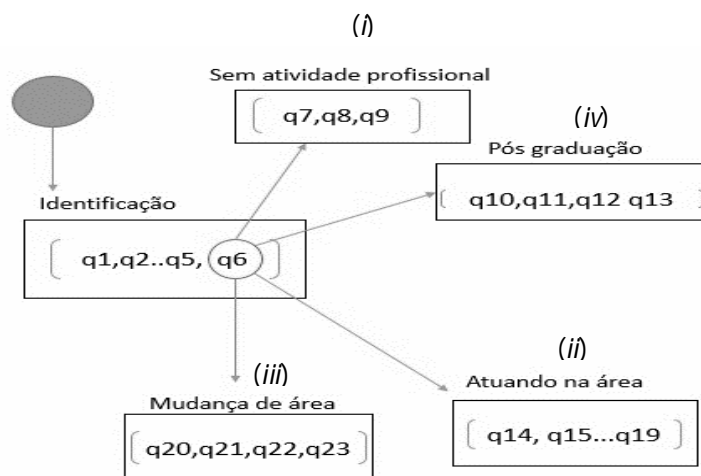 (i)
Sem atividade profissional
q7,q8,q9
(iv)
Pós graduação
q10,q11,q12 q13
Identificação
q1,q2..q5, q6
(iii)
Mudança de área
q20,q21,q22,q23
(ii)
Atuando na área
q14, q15...q19